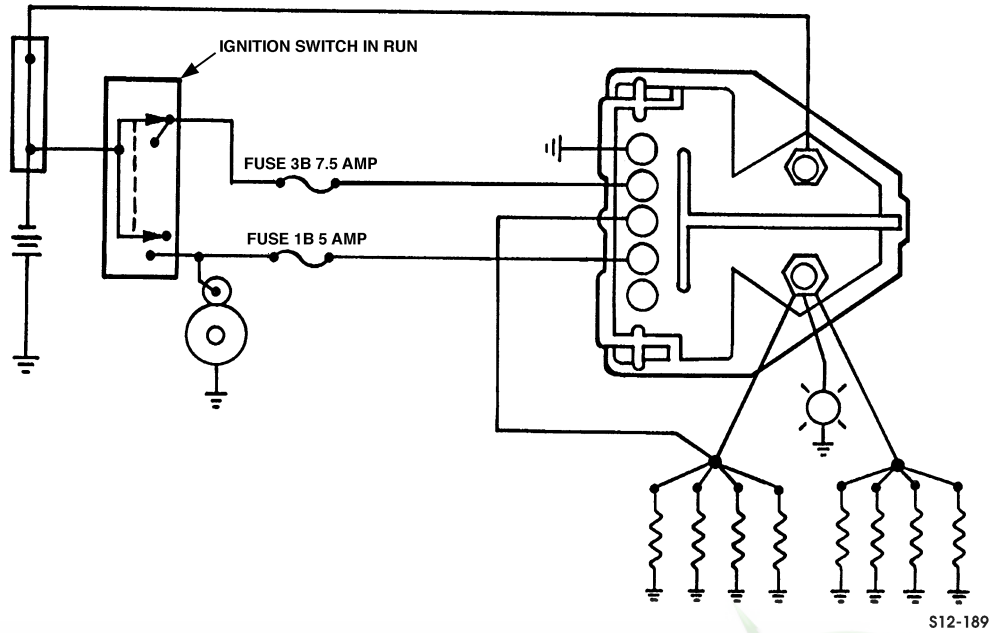 IGNITION SWITCH IN RUN
FUSE 3B 7.5 AMP
FUSE 1B 5 AMP
S12-189